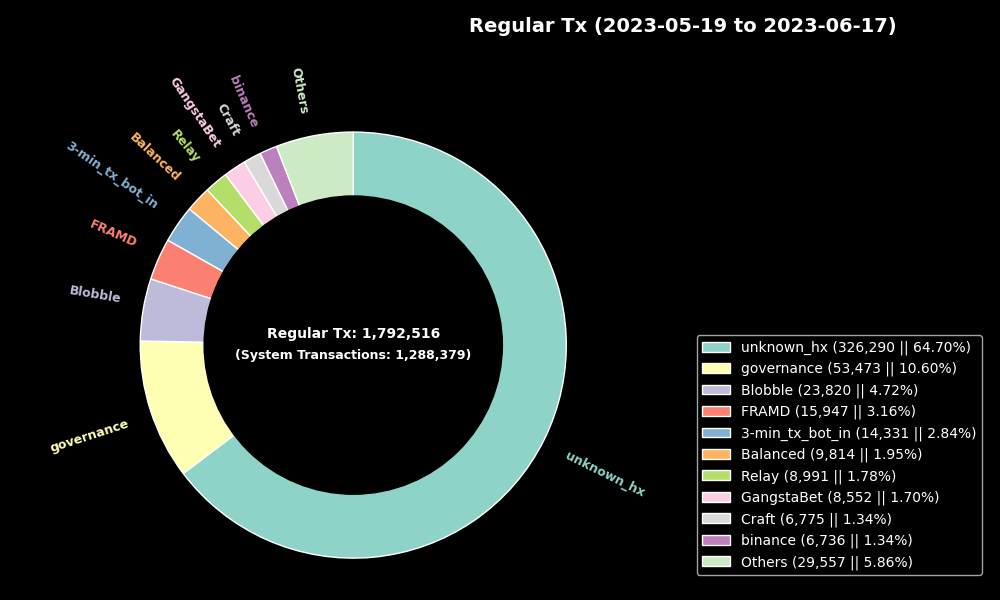 Regular Tx (2023-05-19 to 2023-06-17)
Others
binance
Craft
GangstaBet
Relay
Balanced
3-min_tx_bot_in
FRAMD
Blobble
governance
unknown_hx
Regular Tx: 1,792,516
(System Transactions: 1,288,379)
unknown_hx (326,290 || 64.70%)
governance (53,473 || 10.60%)
Blobble (23,820 || 4.72%)
FRAMD (15,947 || 3.16%)
3-min_tx_bot_in (14,331 || 2.84%)
Balanced (9,814 || 1.95%)
Relay (8,991 || 1.78%)
GangstaBet (8,552 || 1.70%)
Craft (6,775 || 1.34%)
binance (6,736 || 1.34%)
Others (29,557 || 5.86%)